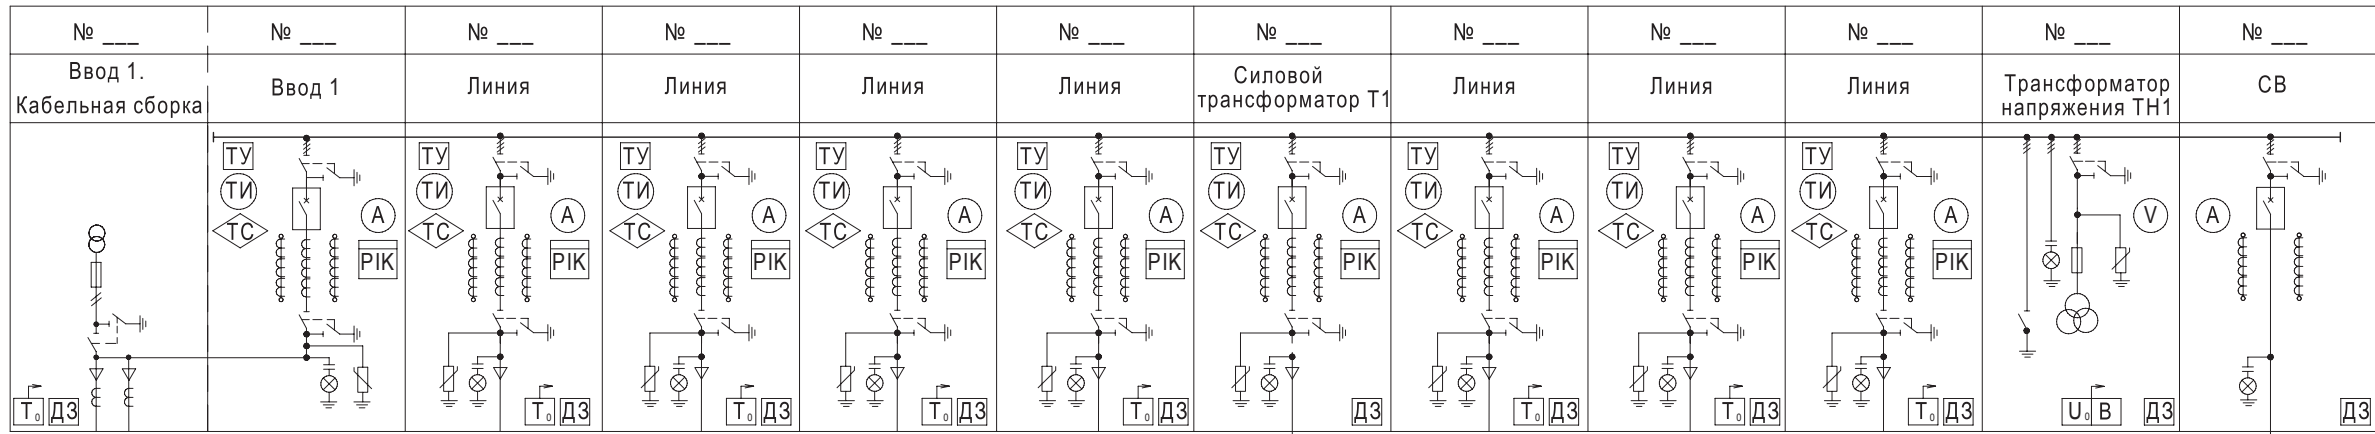 № ___ № ___ № ___ № ___ № ___ № ___ № ___ № ___ № ___ № ___ № ___ № ___
Ввод 1.
Кабельная сборка
Ввод 1
Линия
Линия
Линия
Линия
Силовой
трансформатор Т1
Линия
Линия
Линия
Трансформатор
напряжения ТН1
СВ
T₀ ДЗ
ТУ
ТИ
ТС
A
PIK
ТУ
ТИ
ТС
A
PIK
T₀ ДЗ
ТУ
ТИ
ТС
A
PIK
T₀ ДЗ
ТУ
ТИ
ТС
A
PIK
T₀ ДЗ
ТУ
ТИ
ТС
A
PIK
T₀ ДЗ
ТУ
ТИ
ТС
A
PIK
ДЗ
ТУ
ТИ
ТС
A
PIK
T₀ ДЗ
ТУ
ТИ
ТС
A
PIK
T₀ ДЗ
ТУ
ТИ
ТС
A
PIK
T₀ ДЗ
V
U₀ В ДЗ
A
ДЗ